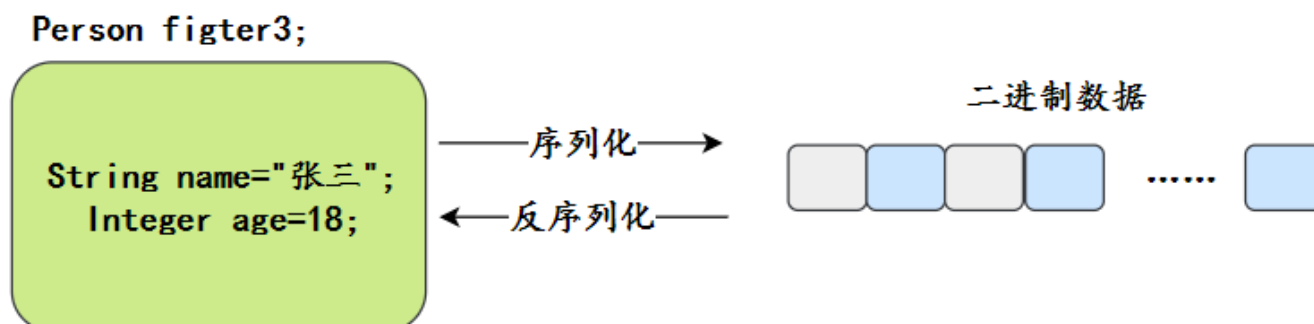 Person figter3;
二进制数据
序列化
String name="张三";
Integer age=18;
反序列化
……